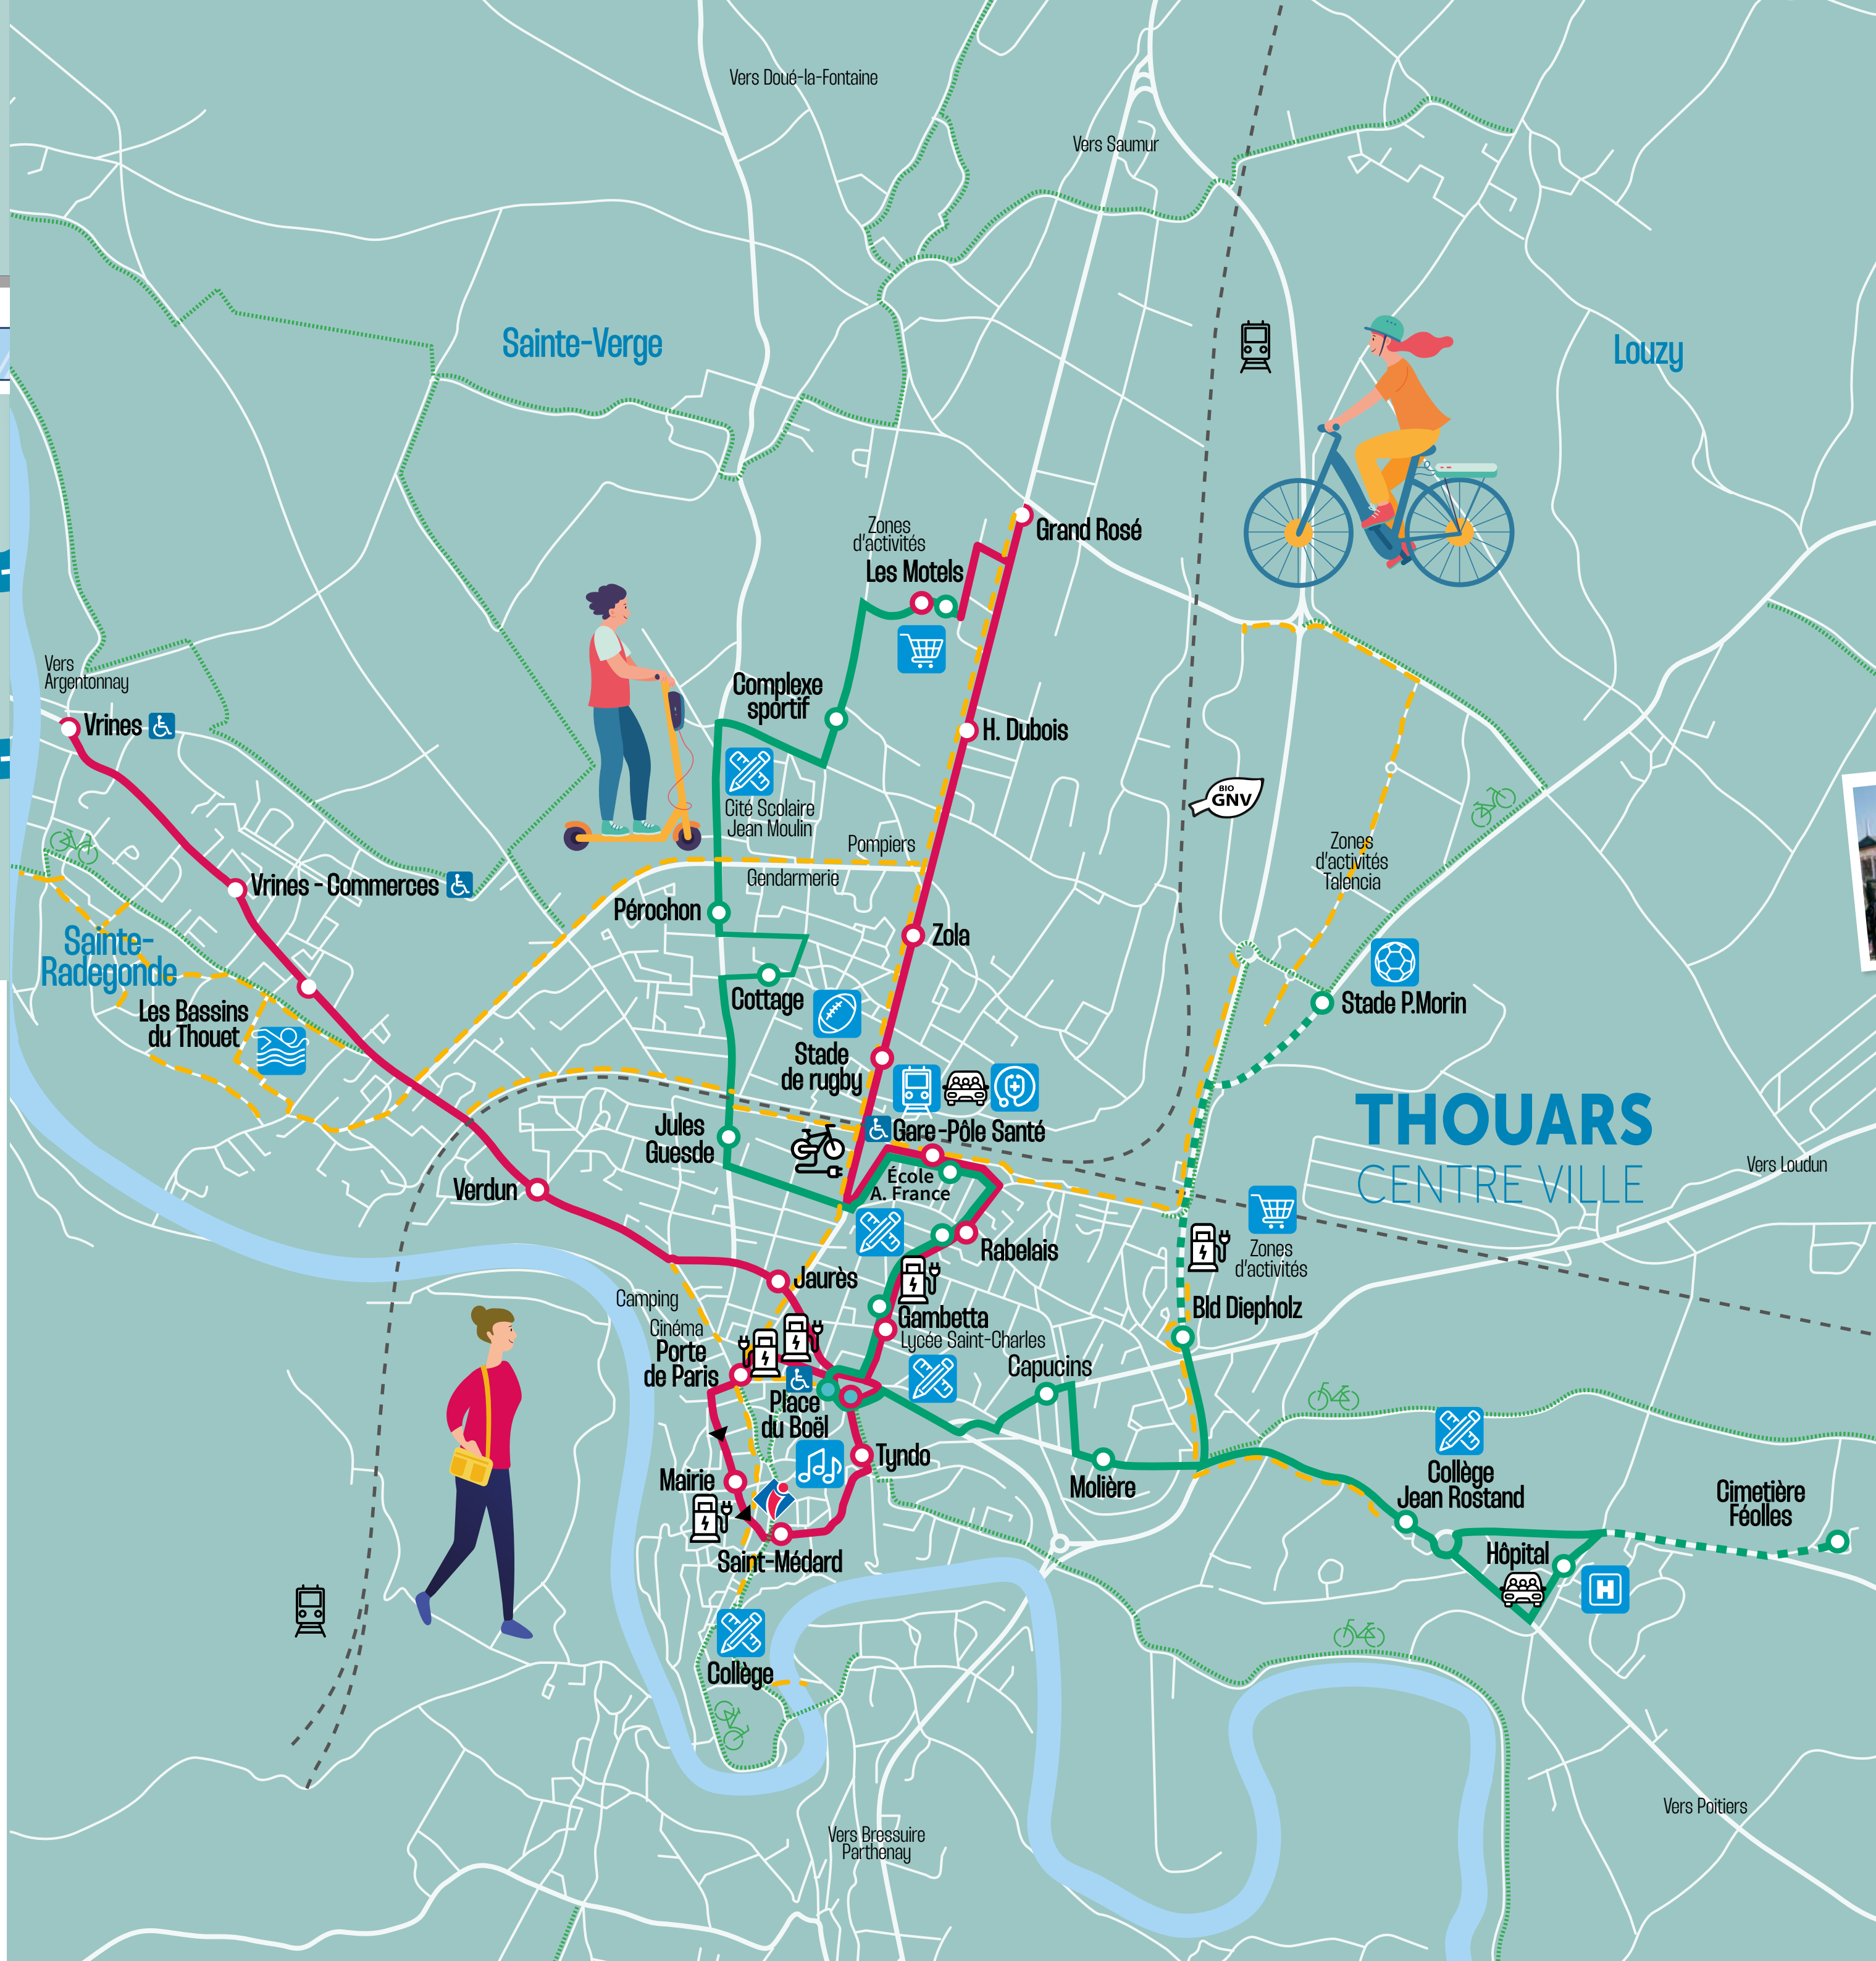 Vers Doué-la-Fontaine
Vers Saumur
Sainte-Verge
Louzy
Zones
d'activités
Les Motels
Grand Rosé
Vers
Argentonnay
Vrines
Complexe
sportif
H. Dubois
Cité Scolaire
Jean Moulin
BIO
GNV
Pompiers
Gendarmerie
Zones
d'activités
Talencia
Vrines - Commerces
Pérochon
Zola
Sainte-
Radegonde
Cottage
Stade P.Morin
Les Bassins
du Thouet
Stade
de rugby
THOUARS
CENTRE VILLE
Jules
Guesde
Gare-Pôle Santé
École
A. France
Vers Loudun
Verdun
Rabelais
Zones
d'activités
Jaurès
Camping
Cinéma
Porte
de Paris
Gambetta
Lycée Saint-Charles
Bld Diepholz
Capucins
Place
du Boël
Tyndo
Mairie
Molière
Collège
Jean Rostand
Cimetière
Féolles
Saint-Médard
Hôpital
H
Collège
Vers Poitiers
Vers Bressuire
Parthenay